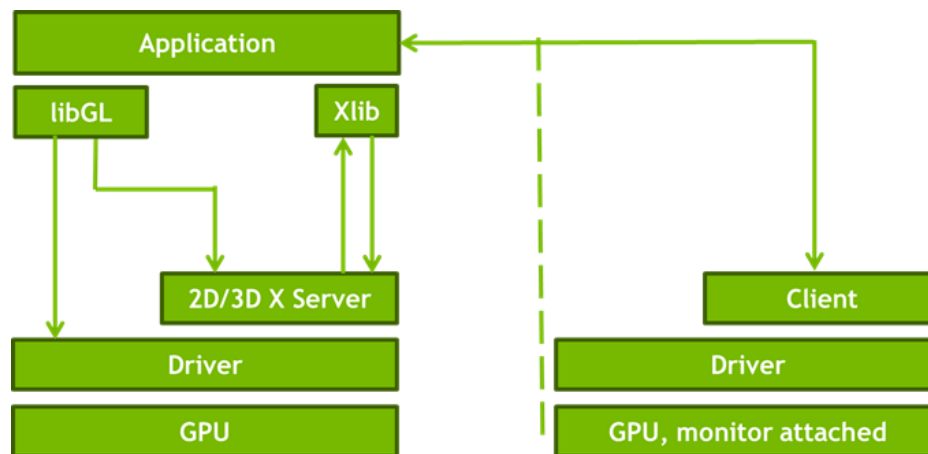 Application
libGL
Xlib
2D/3D X Server
Client
Driver
Driver
GPU
GPU, monitor attached